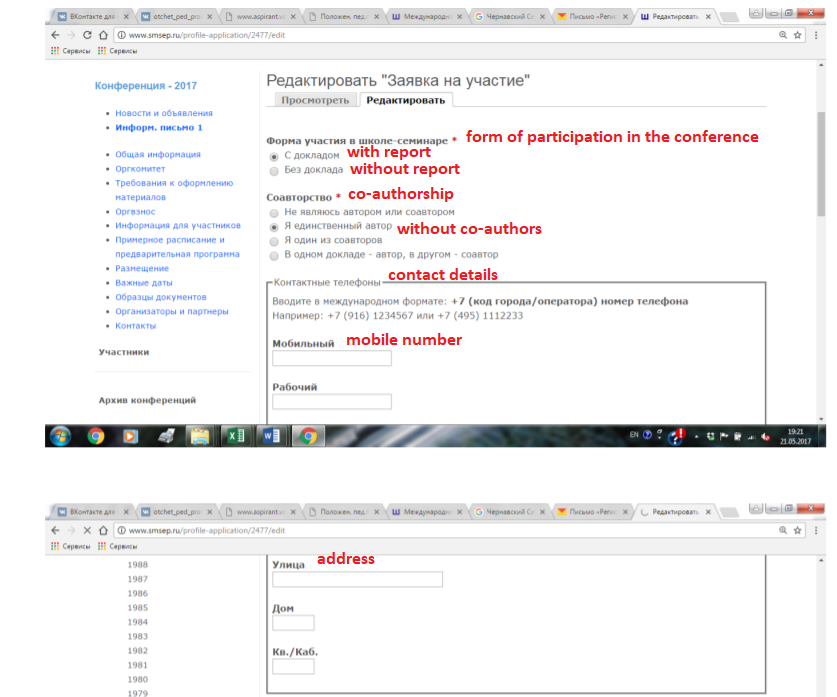 ВКонтакте для
otchet_ped_pro
www.aspirant.vs
Положен. пед.п
Международн
Чернавский Се
Письмо «Регис
Редактировать
www.smsep.ru/profile-application/2477/edit
Сервисы Сервисы
Конференция - 2017
Новости и объявления
Информ. письмо 1
Общая информация
Оргкомитет
Требования к оформлению
материалов
Оргвзнос
Информация для участников
Примерное расписание и
предварительная программа
Размещение
Важные даты
Образцы документов
Организаторы и партнеры
Контакты
Участники
Архив конференций
Редактировать "Заявка на участие"
Просмотреть Редактировать
Форма участия в школе-семинаре * form of participation in the conference
С докладом with report
Без доклада without report
Соавторство * co-authorship
Не являюсь автором или соавтором
Я единственный автор without co-authors
Я один из соавторов
В одном докладе - автор, в другом - соавтор
Контактные телефоны contact details
Вводите в международном формате: +7 (код города/оператора) номер телефона
Например: +7 (916) 1234567 или +7 (495) 1112233
Мобильный mobile number
Рабочий
EN
19:21
21.05.2017
ВКонтакте для
otchet_ped_pro
Положен. пед.п
Международн
Чернавский Се
Письмо «Регис
Редактировать
www.smsep.ru/profile-application/2477/edit
Сервисы Сервисы
1988
1987
1986
1985
1984
1983
1982
1981
1980
1979
Улица address
Дом
Кв./Каб.